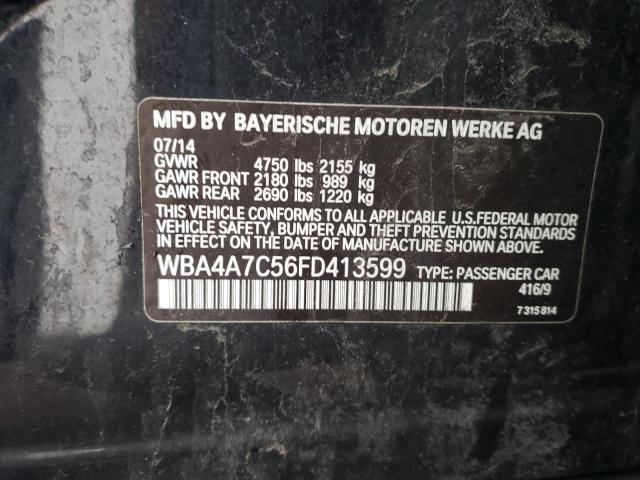 MFD BY BAYERISCHE MOTOREN WERKE AG
07/14
GVWR 4750 lbs 2155 kg
GAWR FRONT 2180 lbs 989 kg
GAWR REAR 2690 lbs 1220 kg
THIS VEHICLE CONFORMS TO ALL APPLICABLE U.S.FEDERAL MOTOR
VEHICLE SAFETY, BUMPER AND THEFT PREVENTION STANDARDS
IN EFFECT ON THE DATE OF MANUFACTURE SHOWN ABOVE.
WBA4A7C56FD413599 TYPE: PASSENGER CAR
416/9
7315814